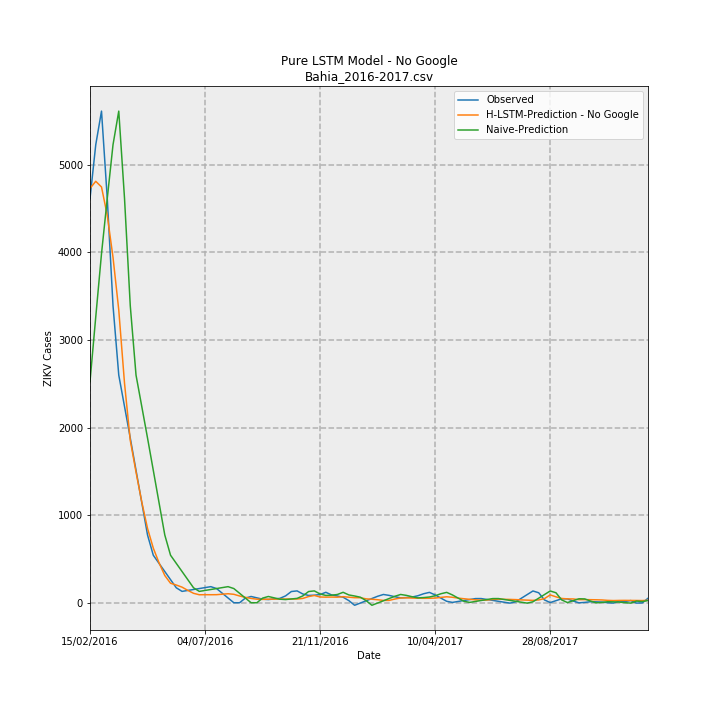 Pure LSTM Model - No Google
Bahia_2016-2017.csv
Observed
H-LSTM-Prediction - No Google
Naive-Prediction
ZIKV Cases
5000
4000
3000
2000
1000
0
15/02/2016
04/07/2016
21/11/2016
10/04/2017
28/08/2017
Date